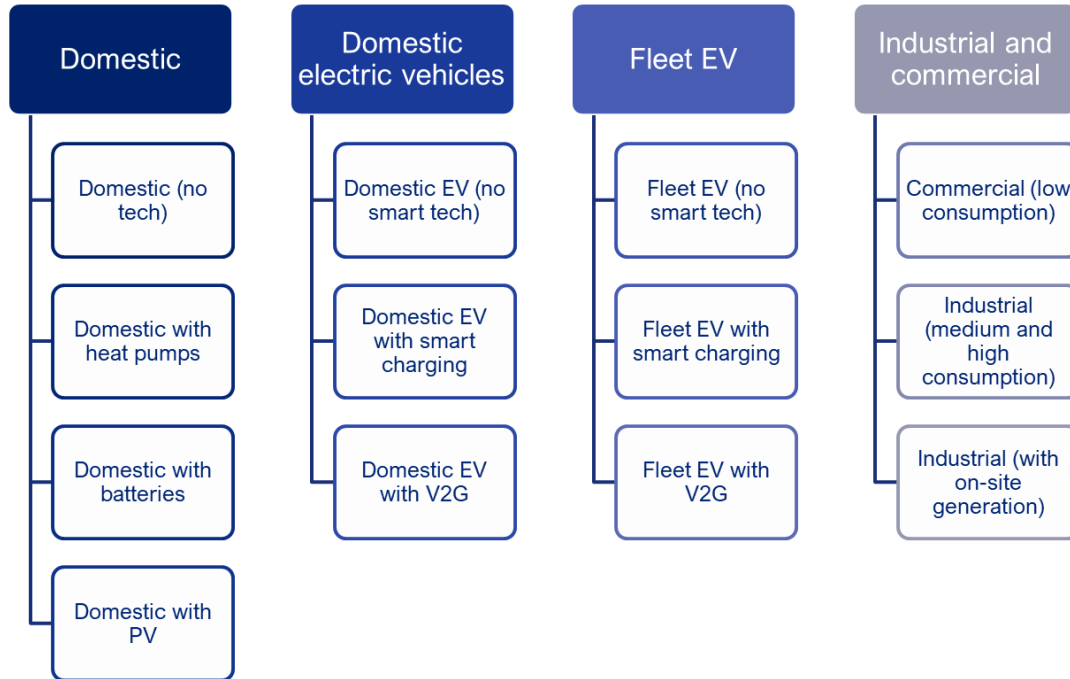 Domestic
Domestic (no
tech)
Domestic with
heat pumps
Domestic with
batteries
Domestic with
PV
Domestic
electric vehicles
Domestic EV (no
smart tech)
Domestic EV
with smart
charging
Domestic EV
with V2G
Fleet EV
Fleet EV (no
smart tech)
Fleet EV with
smart charging
Fleet EV with
V2G
Industrial and
commercial
Commercial (low
consumption)
Industrial
(medium and
high
consumption)
Industrial (with
on-site
generation)